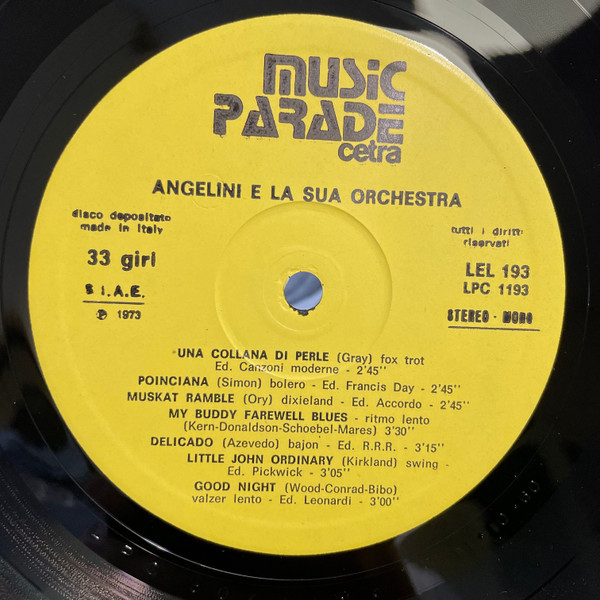 music
PARADE
cetra
ANGELINI E LA SUA ORCHESTRA
disco depositato
made in Italy
33 giri
S I.A.E.
℗ 1973
tutti i diritti
riservati
LEL 193
LPC 1193
STEREO - MONO
UNA COLLANA DI PERLE (Gray) fox trot
Ed. Canzoni moderne - 2'45''
POINCIANA (Simon) bolero - Ed. Francis Day - 2'45''
MUSKAT RAMBLE (Ory) dixieland - Ed. Accordo - 2'45''
MY BUDDY FAREWELL BLUES - ritmo lento
(Kern-Donaldson-Schoebel-Mares) 3'30''
DELICADO (Azevedo) bajon - Ed. R.R.R. - 3'15''
LITTLE JOHN ORDINARY (Kirkland) swing -
Ed. Pickwick - 3'05''
GOOD NIGHT (Wood-Conrad-Bibo)
valzer lento - Ed. Leonardi - 3'00''